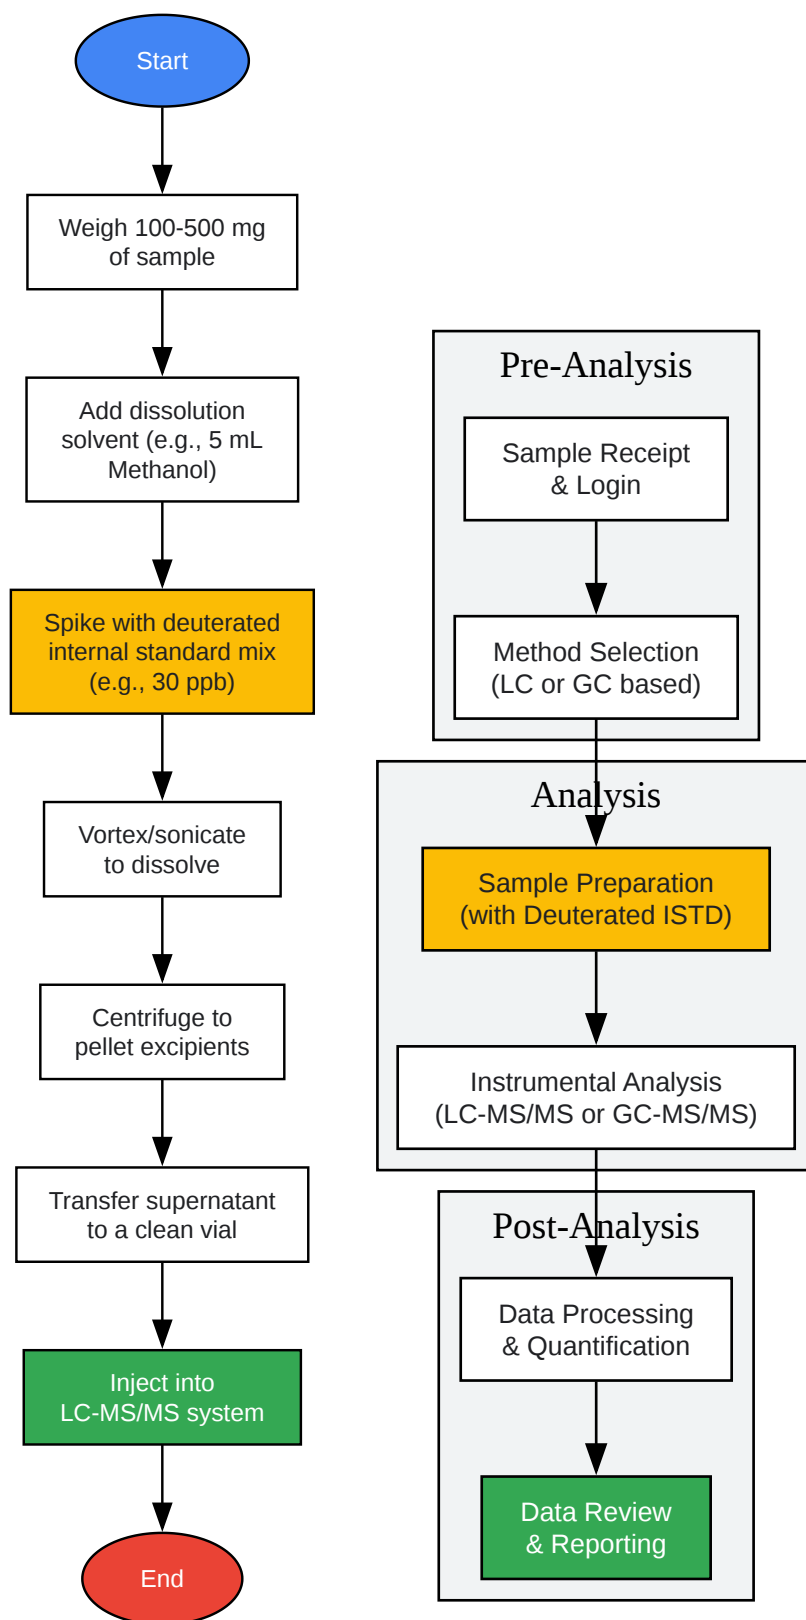 Start
Weigh 100-500 mg
of sample
Add dissolution
solvent (e.g., 5 mL
Methanol)
Spike with deuterated
internal standard mix
(e.g., 30 ppb)
Vortex/sonicate
to dissolve
Centrifuge to
pellet excipients
Transfer supernatant
to a clean vial
Inject into
LC-MS/MS system
End
Pre-Analysis
Sample Receipt
& Login
Method Selection
(LC or GC based)
Analysis
Sample Preparation
(with Deuterated ISTD)
Instrumental Analysis
(LC-MS/MS or GC-MS/MS)
Post-Analysis
Data Processing
& Quantification
Data Review
& Reporting